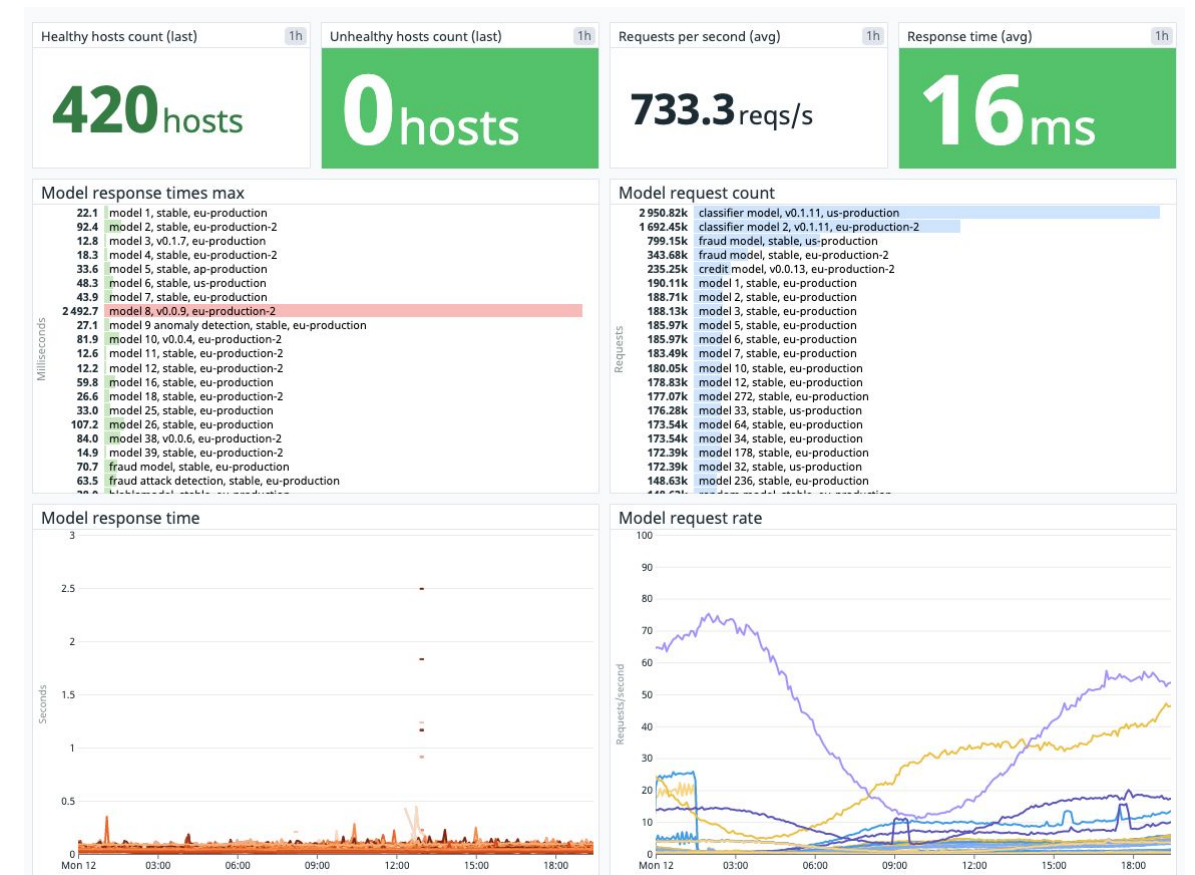 Healthy hosts count (last) 1h
Unhealthy hosts count (last) 1h
Requests per second (avg) 1h
Response time (avg) 1h
420 hosts
0 hosts
733.3 reqs/s
16 ms
Model response times max
22.1 model 1, stable, eu-production
92.4 model 2, stable, eu-production-2
12.8 model 3, v0.1.7, eu-production
18.3 model 4, stable, eu-production-2
33.6 model 5, stable, ap-production
48.3 model 6, stable, us-production
43.9 model 7, stable, eu-production
2 492.7 model 8, v0.0.9, eu-production-2
27.1 model 9 anomaly detection, stable, eu-production
81.9 model 10, v0.0.4, eu-production-2
12.6 model 11, stable, eu-production-2
12.2 model 12, stable, eu-production-2
59.8 model 16, stable, eu-production
26.6 model 18, stable, eu-production-2
33.0 model 25, stable, eu-production
107.2 model 26, stable, eu-production
84.0 model 38, v0.0.6, eu-production-2
14.9 model 39, stable, eu-production-2
70.7 fraud model, stable, eu-production
63.5 fraud attack detection, stable, eu-production
Milliseconds
Model request count
2 950.82k classifier model, v0.1.11, us-production
1 692.45k classifier model 2, v0.1.11, eu-production-2
799.15k fraud model, stable, us-production
343.68k fraud model, stable, eu-production-2
235.25k credit model, v0.0.13, eu-production-2
190.11k model 1, stable, eu-production
188.71k model 2, stable, eu-production
188.13k model 3, stable, eu-production
185.97k model 5, stable, eu-production
185.97k model 6, stable, eu-production
183.49k model 7, stable, eu-production
180.05k model 10, stable, eu-production
178.83k model 12, stable, eu-production
177.07k model 272, stable, eu-production
176.28k model 33, stable, us-production
173.54k model 64, stable, eu-production
173.54k model 34, stable, eu-production
172.39k model 178, stable, eu-production
172.39k model 32, stable, us-production
148.63k model 236, stable, eu-production
Requests
Model response time
3
2.5
2
1.5
1
0.5
0
Seconds
Mon 12 03:00 06:00 09:00 12:00 15:00 18:00
Model request rate
100
90
80
70
60
50
40
30
20
10
0
Requests/second
Mon 12 03:00 06:00 09:00 12:00 15:00 18:00